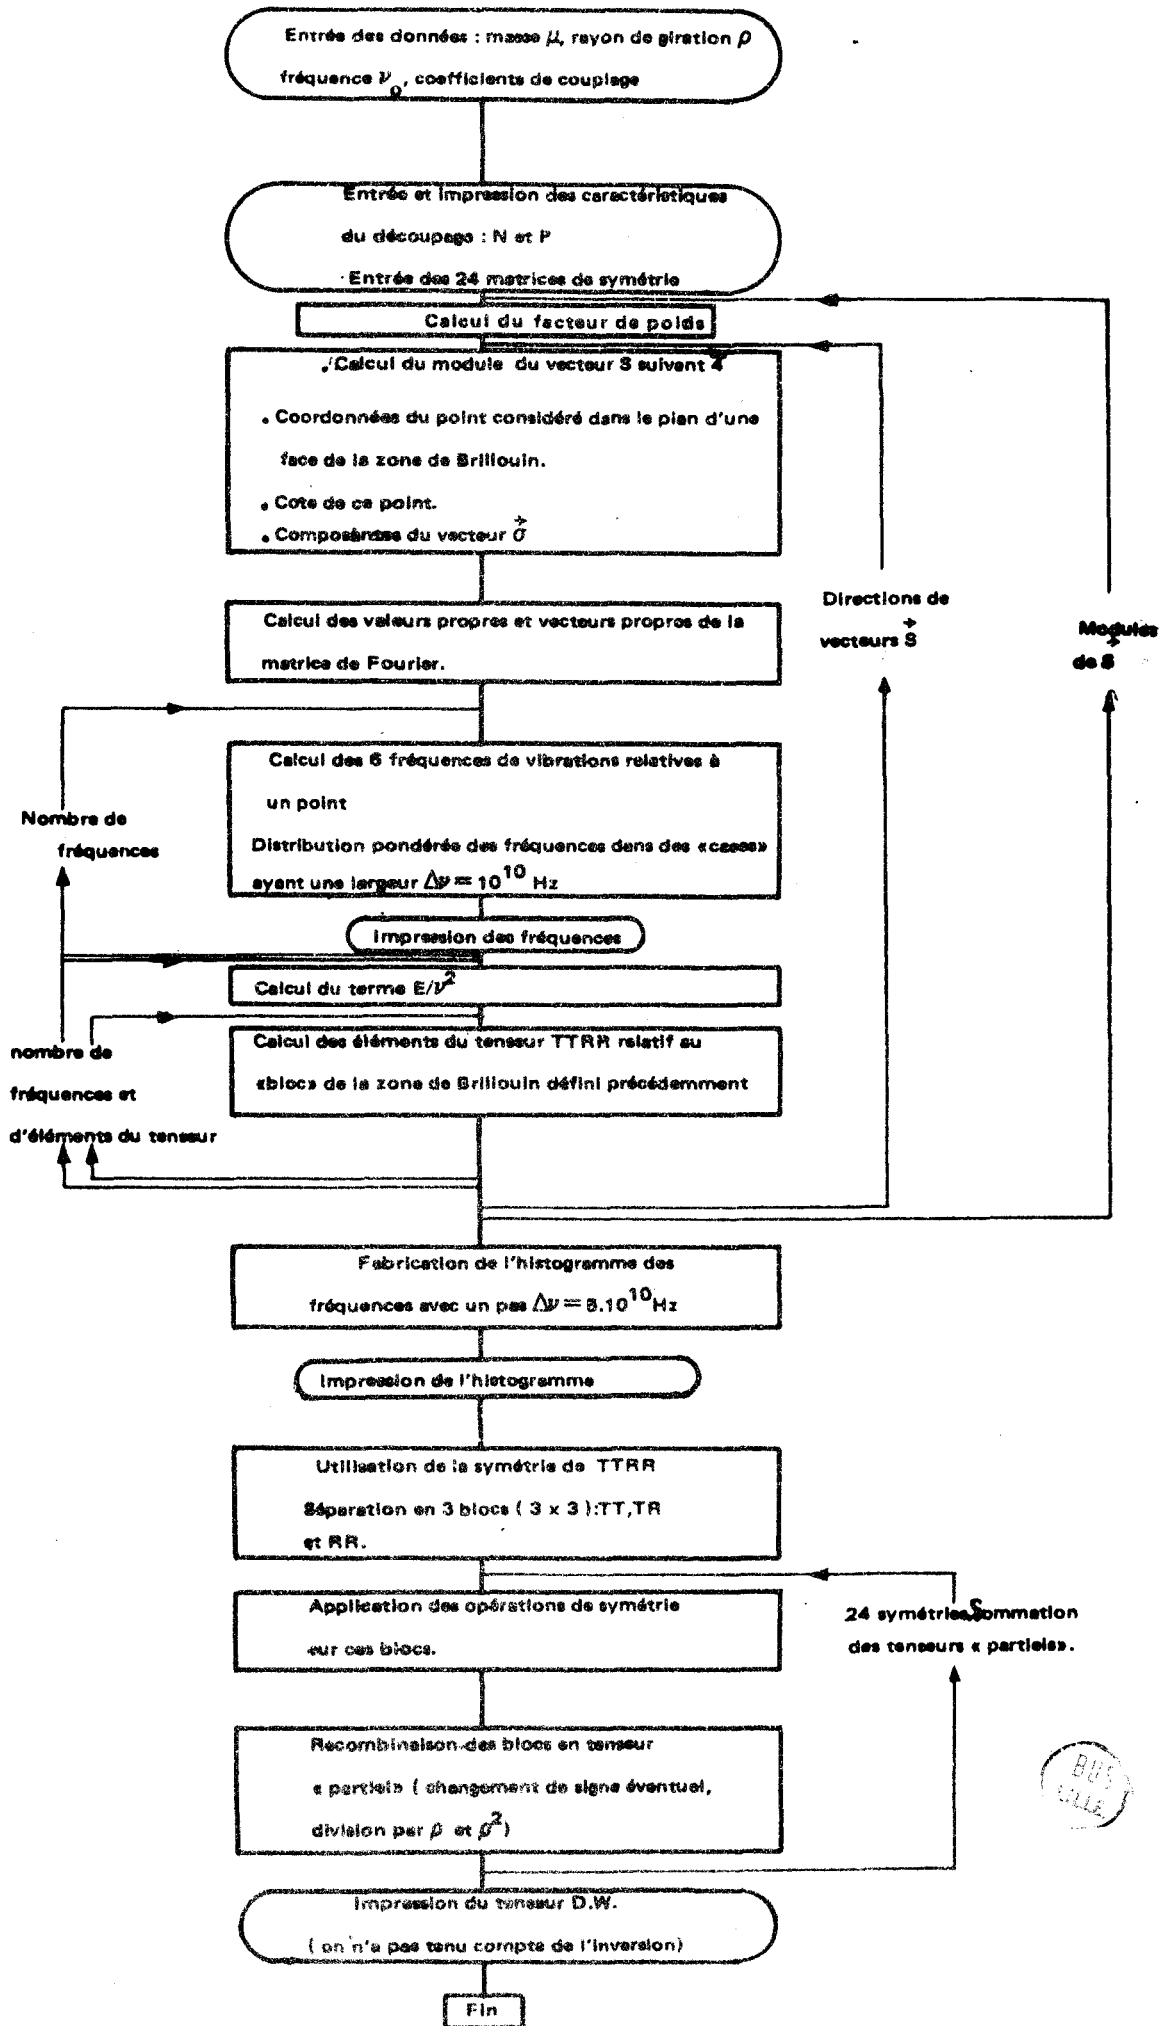 Entrée des données : masse μ, rayon de giration ρ
fréquence ν₀, coefficients de couplage
Entrée et impression des caractéristiques
du découpage : N et P
Entrée des 24 matrices de symétrie
Calcul du facteur de poids
. Calcul du module du vecteur S suivant
. Coordonnées du point considéré dans le plan d'une
face de la zone de Brillouin.
. Cote de ce point.
. Composantes du vecteur σ⃗
Directions de
vecteurs S⃗
Modules
de S⃗
Calcul des valeurs propres et vecteurs propres de la
matrice de Fourier.
Calcul des 6 fréquences de vibrations relatives à
un point
Distribution pondérée des fréquences dans des «cases»
ayant une largeur Δν = 10¹⁰ Hz
Nombre de
fréquences
Impression des fréquences
Calcul du terme E/ν²
Calcul des éléments du tenseur TTRR relatif au
«bloc» de la zone de Brillouin défini précédemment
nombre de
fréquences et
d'éléments du tenseur
Fabrication de l'histogramme des
fréquences avec un pas Δν = 5.10¹⁰ Hz
Impression de l'histogramme
Utilisation de la symétrie de TTRR
Séparation en 3 blocs ( 3 x 3 ):TT,TR
et RR.
Application des opérations de symétrie
sur ces blocs.
24 symétries Sommation
des tenseurs « partiels».
Recombinaison des blocs en tenseur
« partiel» ( changement de signe éventuel,
division par ρ et ρ²)
BUS
LILLE
Impression du tenseur D.W.
( on n'a pas tenu compte de l'inversion)
Fin